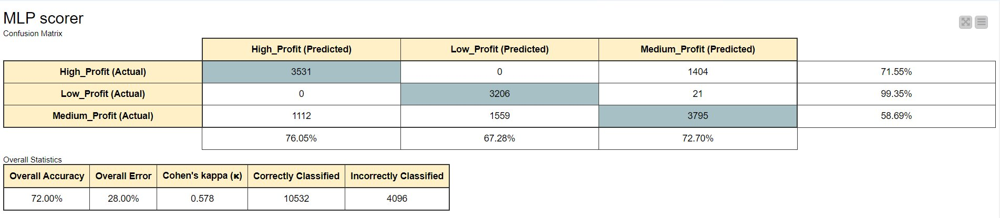 MLP scorer
Confusion Matrix
High_Profit (Predicted) Low_Profit (Predicted) Medium_Profit (Predicted)
High_Profit (Actual) 3531 0 1404 71.55%
Low_Profit (Actual) 0 3206 21 99.35%
Medium_Profit (Actual) 1112 1559 3795 58.69%
76.05% 67.28% 72.70%
Overall Statistics
Overall Accuracy Overall Error Cohen's kappa (κ) Correctly Classified Incorrectly Classified
72.00% 28.00% 0.578 10532 4096